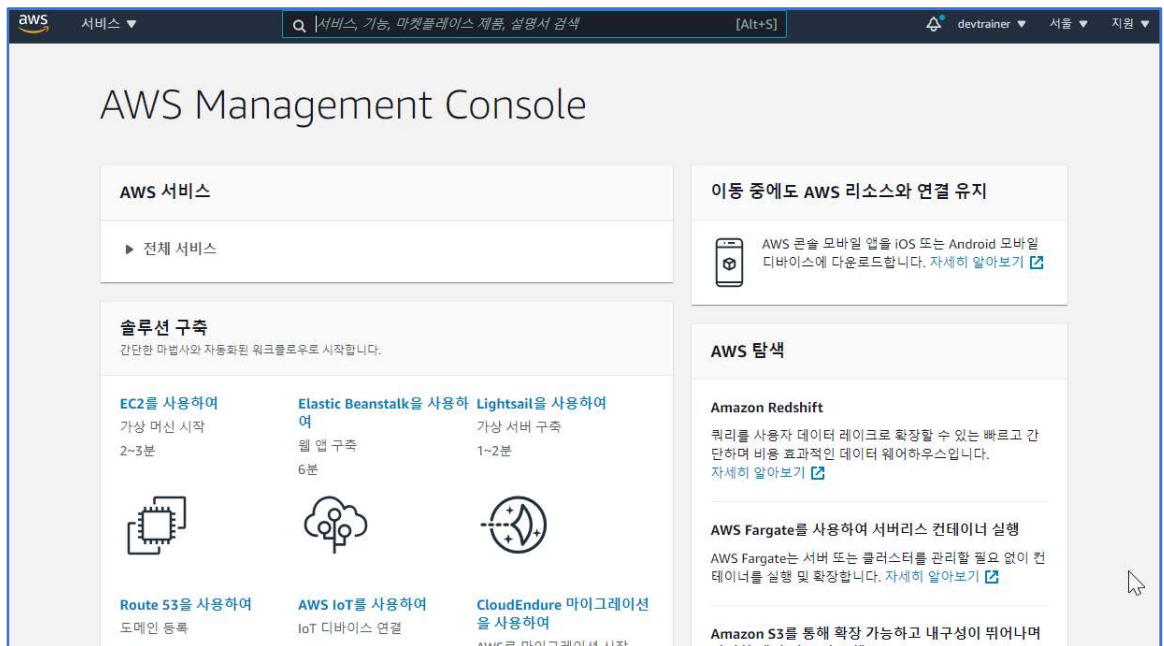 aws 서비스 ▼ 서비스, 기능, 마켓플레이스 제품, 설명서 검색 [Alt+S] devtrainer ▼ 서울 ▼ 지원 ▼
AWS Management Console
AWS 서비스
▶ 전체 서비스
솔루션 구축
간단한 마법사와 자동화된 워크플로우로 시작합니다.
EC2를 사용하여
가상 머신 시작
2~3분
Elastic Beanstalk을 사용하
여
웹 앱 구축
6분
Lightsail을 사용하여
가상 서버 구축
1~2분
Route 53을 사용하여
도메인 등록
AWS IoT를 사용하여
IoT 디바이스 연결
CloudEndure 마이그레이션
을 사용하여
AWS로 마이그레이션 시작
이동 중에도 AWS 리소스와 연결 유지
AWS 콘솔 모바일 앱을 iOS 또는 Android 모바일
디바이스에 다운로드합니다. 자세히 알아보기
AWS 탐색
Amazon Redshift
쿼리를 사용자 데이터 레이크로 확장할 수 있는 빠르고 간
단하며 비용 효과적인 데이터 웨어하우스입니다.
자세히 알아보기
AWS Fargate를 사용하여 서버리스 컨테이너 실행
AWS Fargate는 서버 또는 클러스터를 관리할 필요 없이 컨
테이너를 실행 및 확장합니다. 자세히 알아보기
Amazon S3를 통해 확장 가능하고 내구성이 뛰어나며